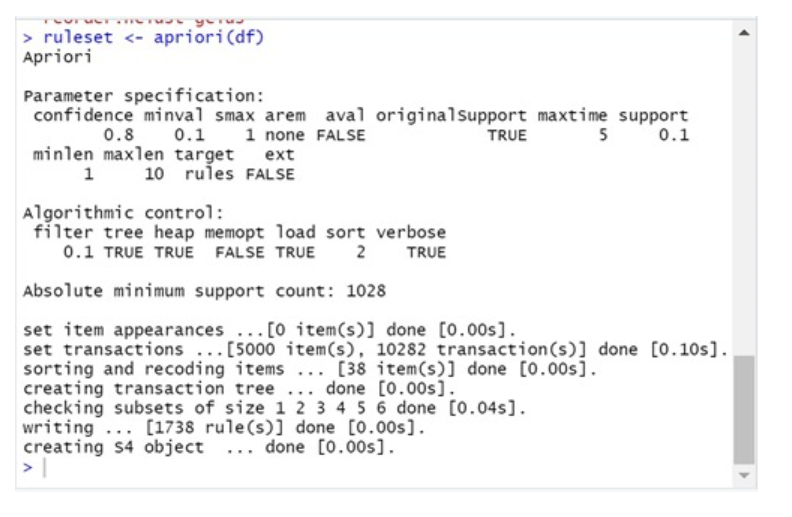 > ruleset <- apriori(df)
Apriori
Parameter specification:
confidence minval smax arem aval originalSupport maxtime support
0.8 0.1 1 none FALSE TRUE 5 0.1
minlen maxlen target ext
1 10 rules FALSE
Algorithmic control:
filter tree heap memopt load sort verbose
0.1 TRUE TRUE FALSE TRUE 2 TRUE
Absolute minimum support count: 1028
set item appearances ...[0 item(s)] done [0.00s].
set transactions ...[5000 item(s), 10282 transaction(s)] done [0.10s].
sorting and recoding items ... [38 item(s)] done [0.00s].
creating transaction tree ... done [0.00s].
checking subsets of size 1 2 3 4 5 6 done [0.04s].
writing ... [1738 rule(s)] done [0.00s].
creating S4 object ... done [0.00s].
>